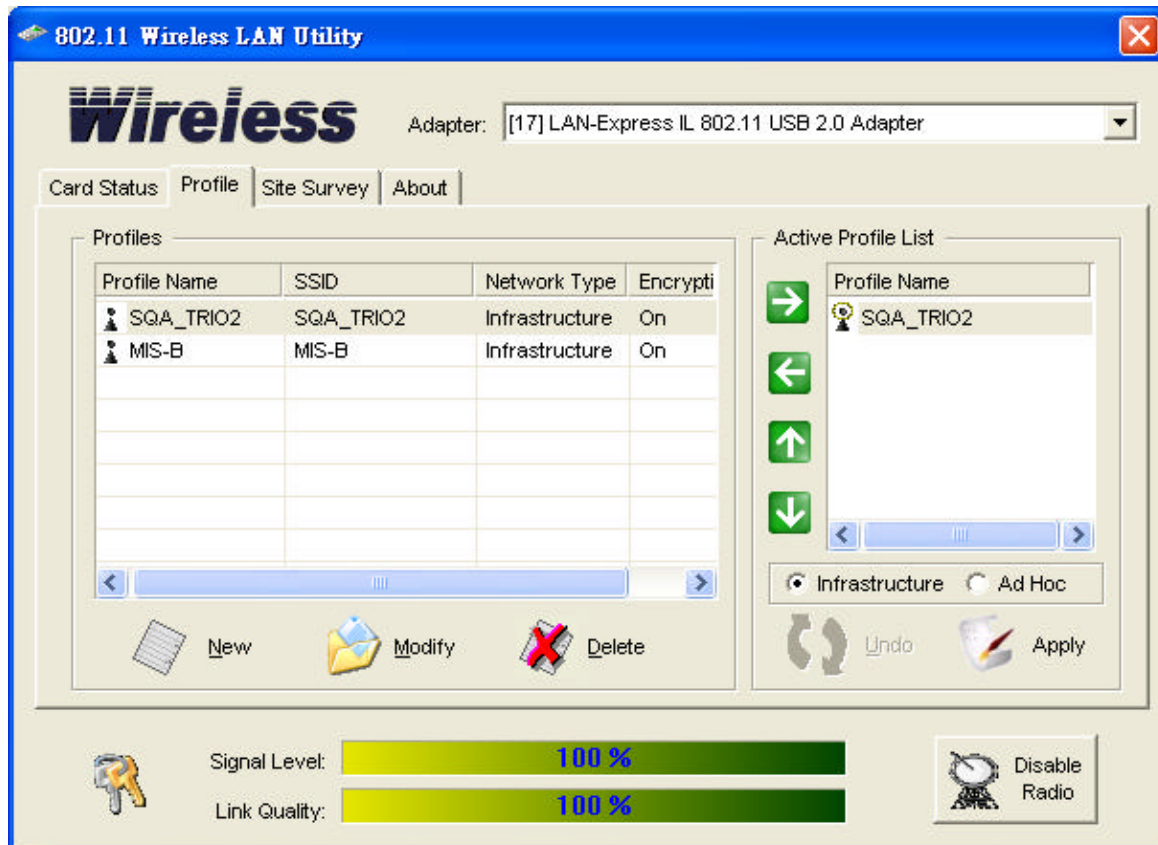 802.11 Wireless LAN Utility
Wireless
Adapter: [17] LAN-Express IL 802.11 USB 2.0 Adapter
Card Status Profile Site Survey About
Profiles
Profile Name SSID Network Type Encrypti
SQA_TRIO2 SQA_TRIO2 Infrastructure On
MIS-B MIS-B Infrastructure On
New Modify Delete
Active Profile List
Profile Name
SQA_TRIO2
Infrastructure Ad Hoc
Undo Apply
Signal Level: 100 %
Link Quality: 100 %
Disable
Radio